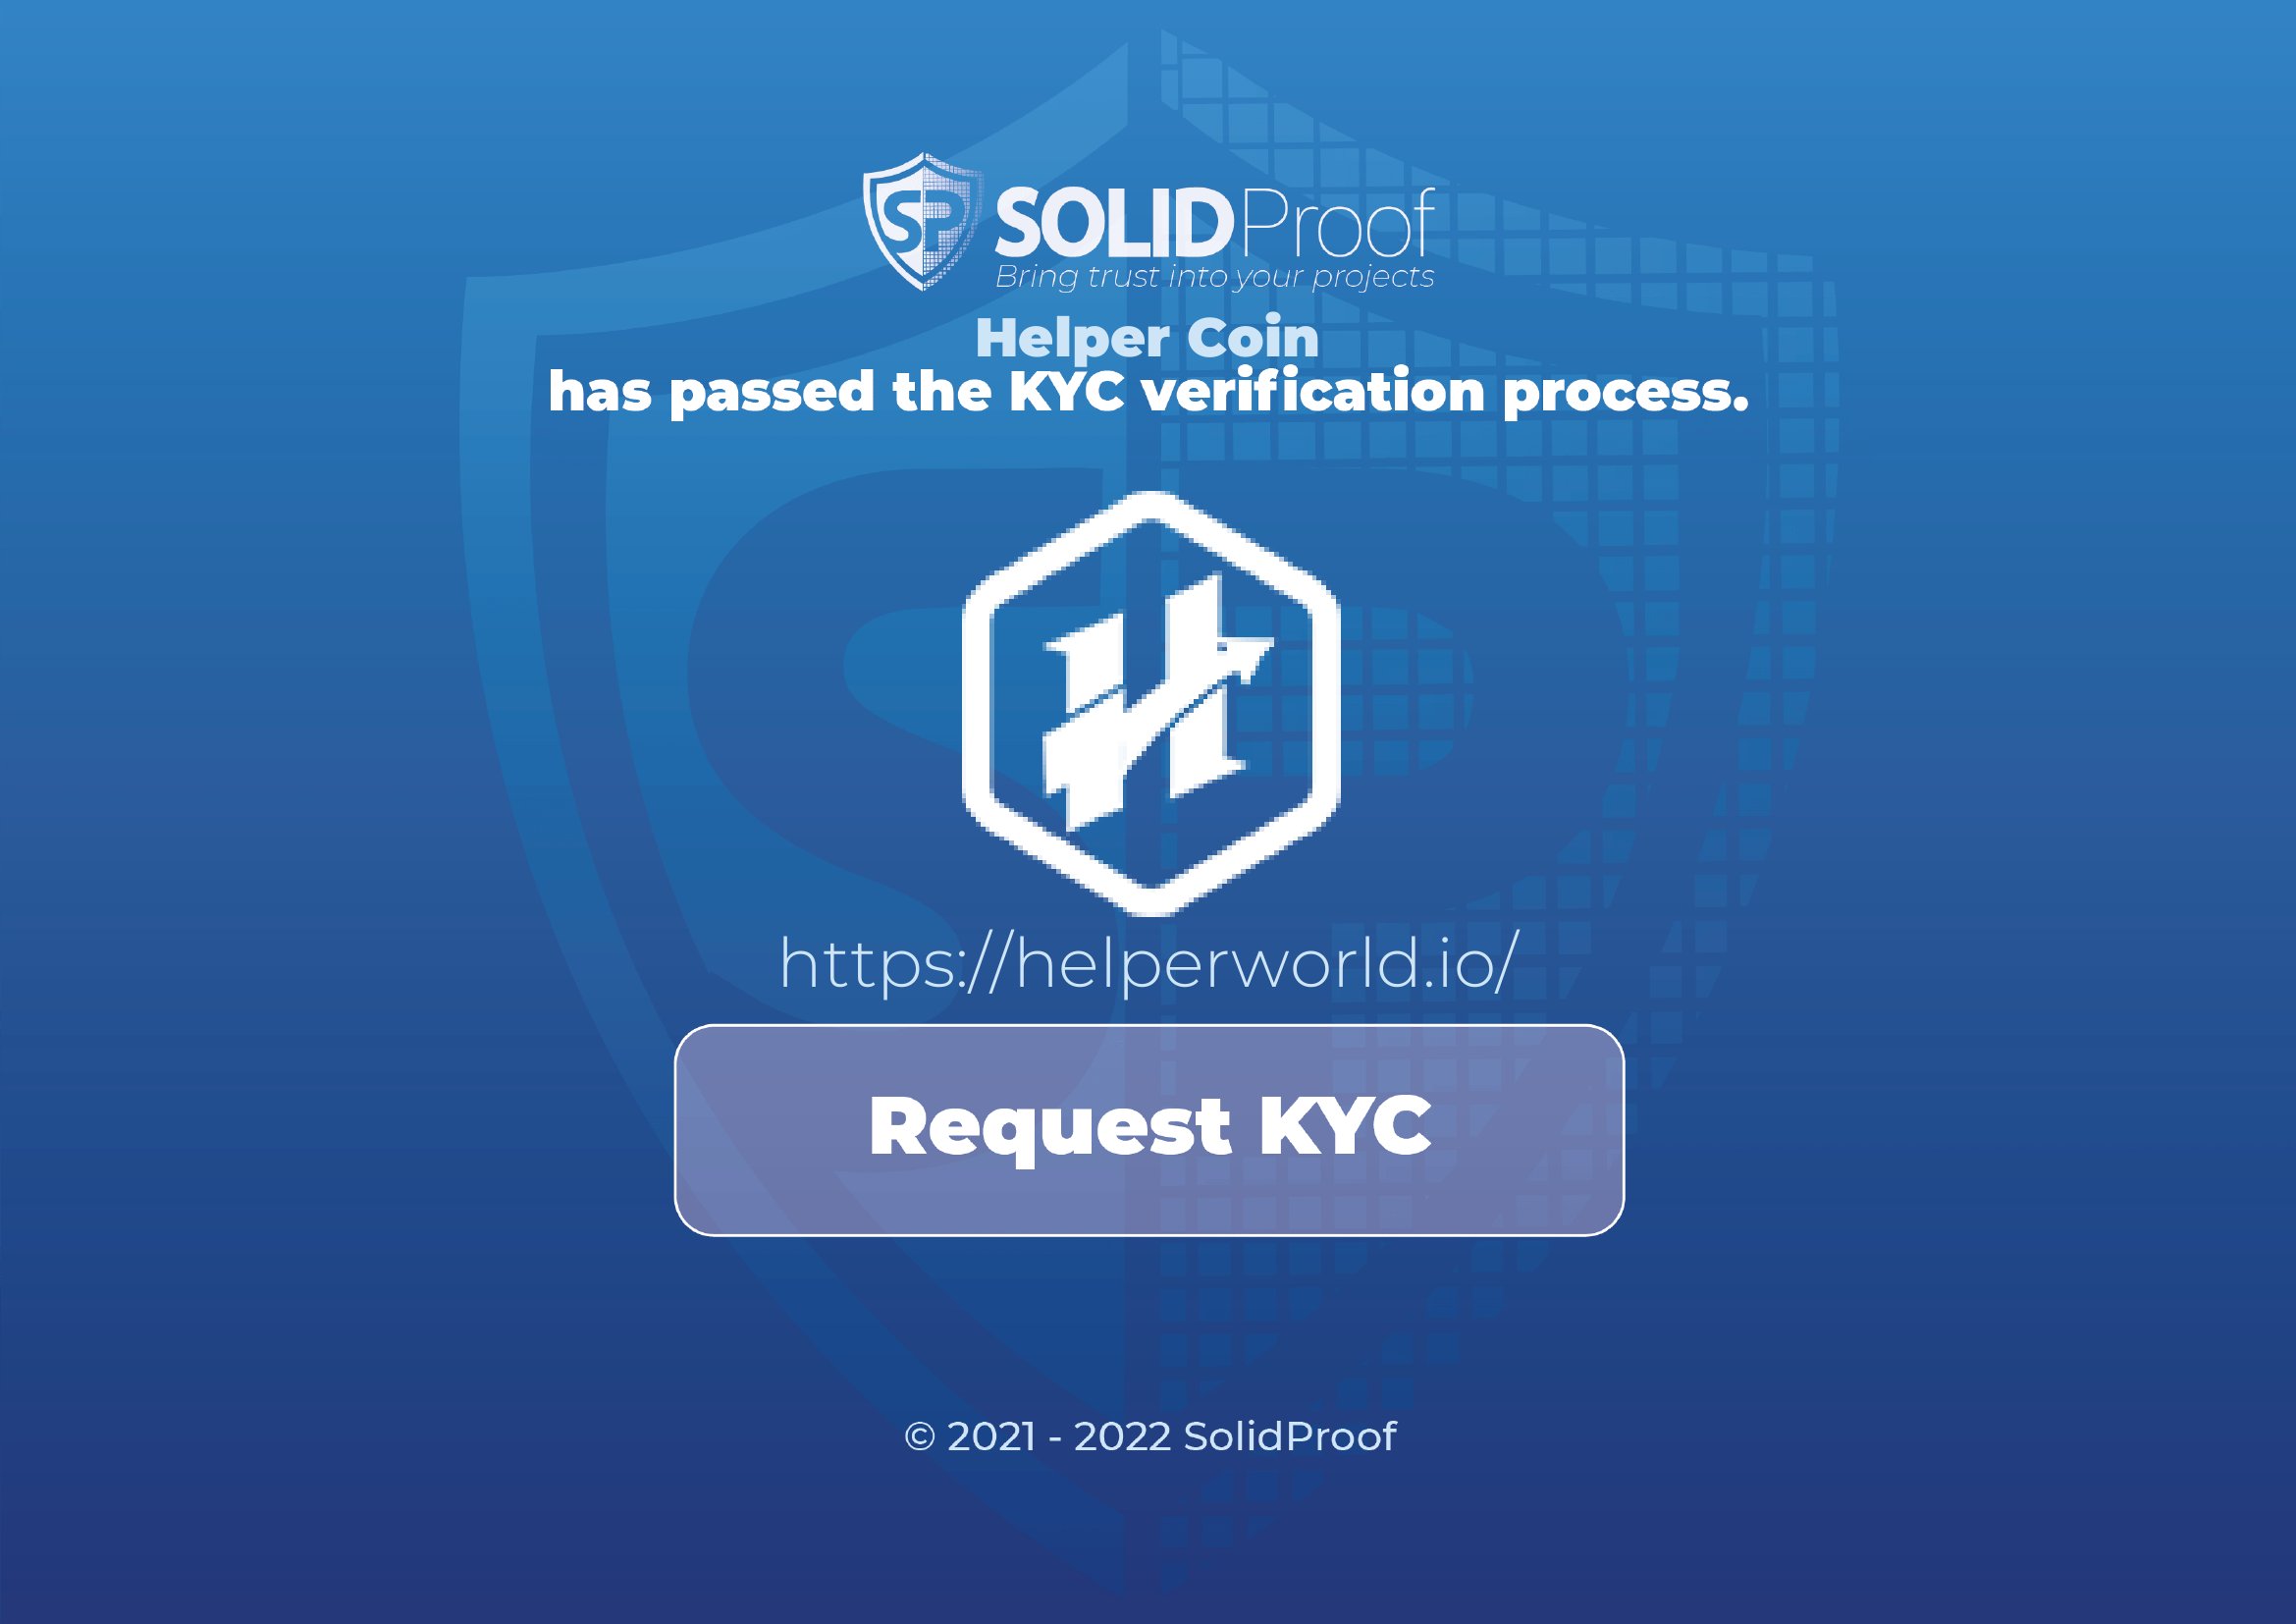 SP SOLIDProof
Bring trust into your projects
Helper Coin
has passed the KYC verification process.
H
https://helperworld.io/
Request KYC
© 2021 - 2022 SolidProof